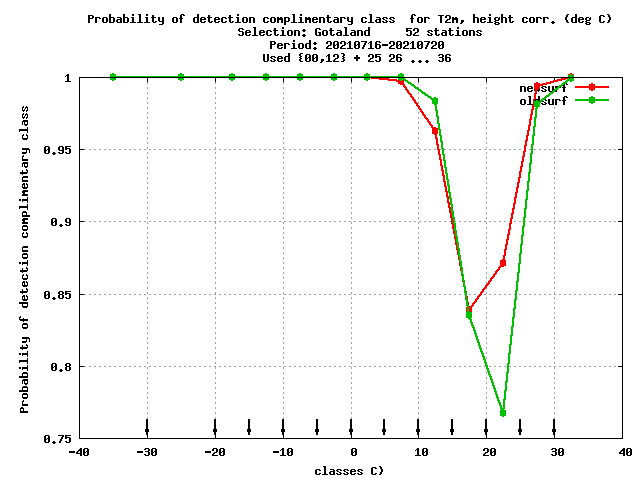 Probability of detection complimentary class  for T2m, height corr. (deg C)
Selection: Gotaland     52 stations
Period: 20210716-20210720
Used {00,12} + 25 26 ... 36
newsurf
oldsurf
Probability of detection complimentary class
1
0.95
0.9
0.85
0.8
0.75
-40 -30 -20 -10 0 10 20 30 40
classes C)